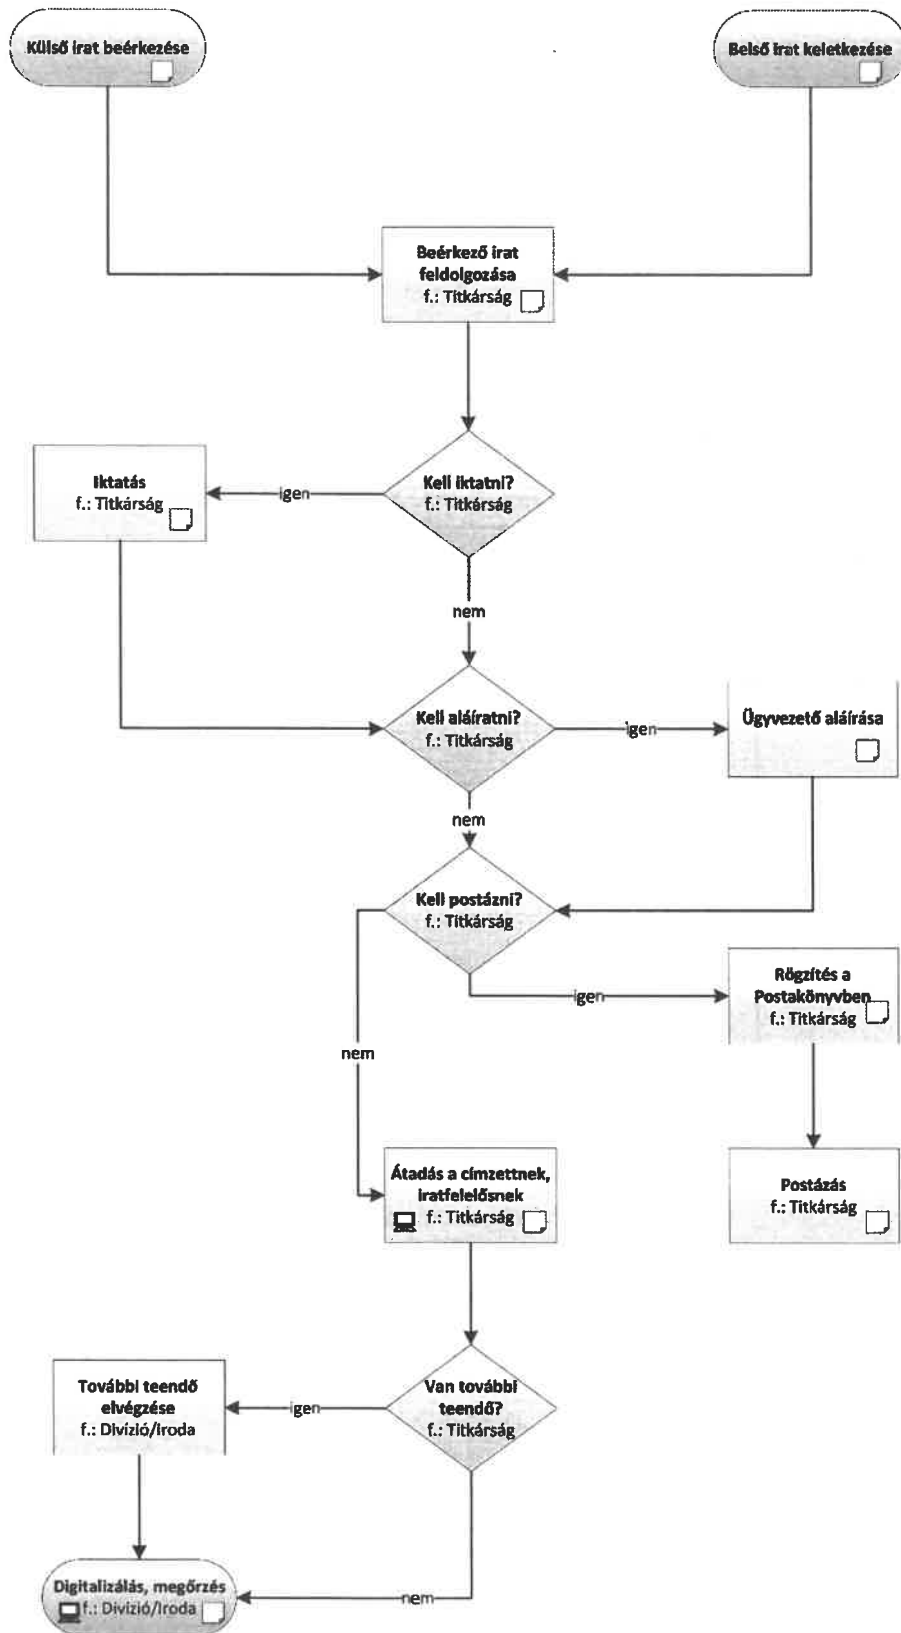 Külső irat beérkezése
Belső irat keletkezése
Beérkező irat
feldolgozása
f.: Titkárság
Kell iktatni?
f.: Titkárság
igen
Iktatás
f.: Titkárság
nem
Kell aláíratni?
f.: Titkárság
igen
Ügyvezető aláírása
nem
Kell postázni?
f.: Titkárság
igen
Rögzítés a
Postakönyvben
f.: Titkárság
nem
Átadás a címzettnek,
iratfelelősnek
f.: Titkárság
Postázás
f.: Titkárság
Van további
teendő?
f.: Titkárság
igen
További teendő
elvégzése
f.: Divízió/Iroda
nem
Digitalizálás, megőrzés
f.: Divízió/Iroda